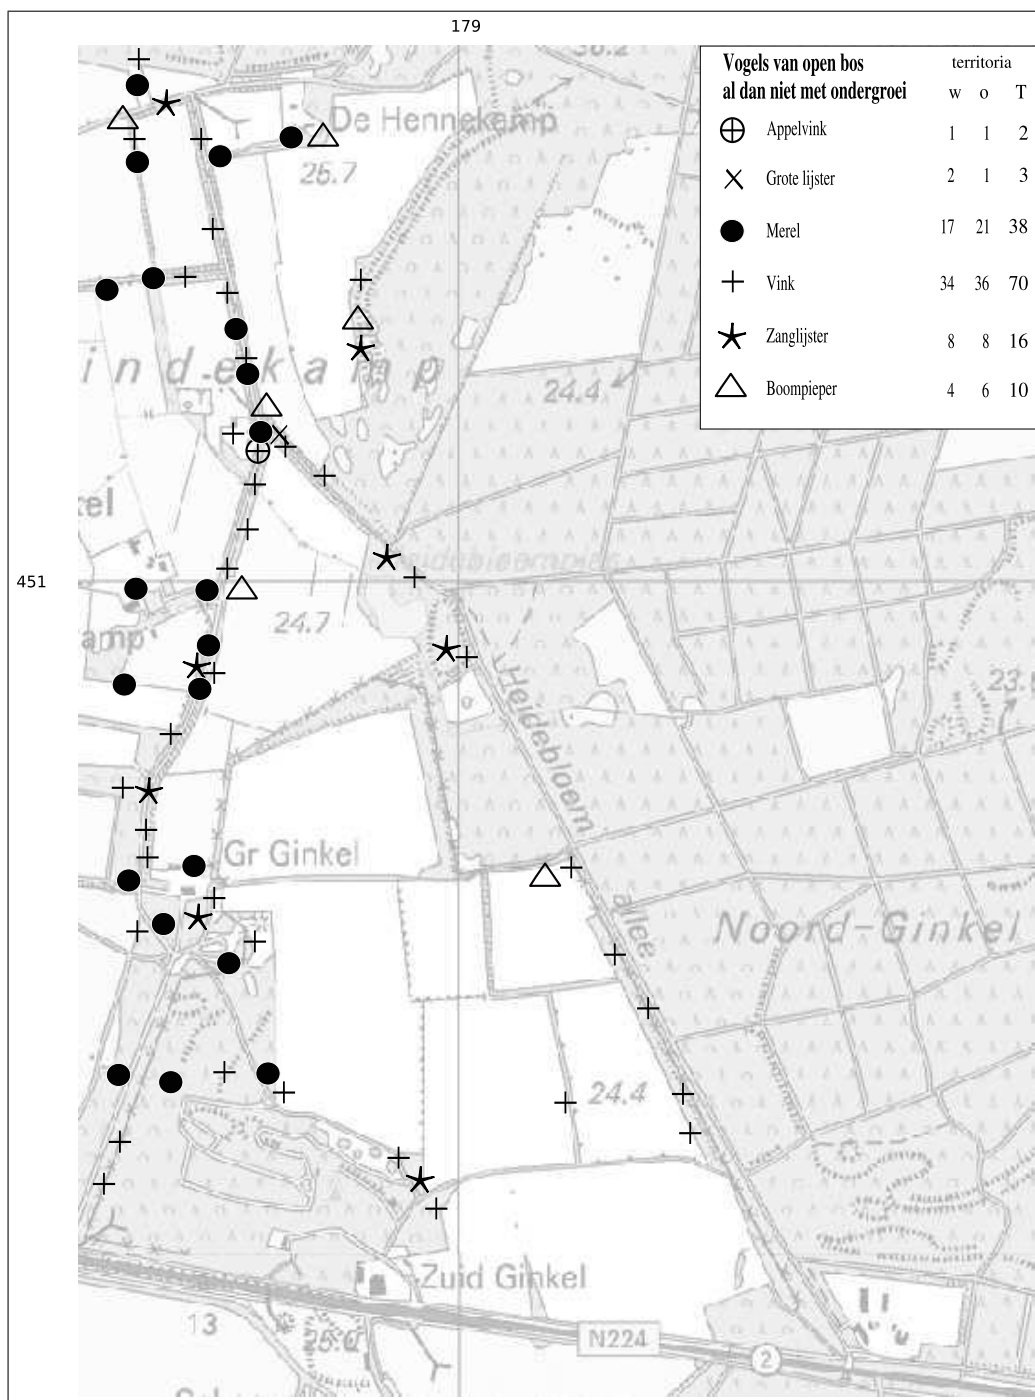 179
Vogels van open bos territoria
al dan niet met ondergroei w o T
Appelvink 1 1 2
Grote lijster 2 1 3
Merel 17 21 38
Vink 34 36 70
Zanglijster 8 8 16
Boompieper 4 6 10
De Hennekamp
25.7
indekamp
24.4
451
24.7
amp
Heidebloem
allee
Gr Ginkel
Noord-Ginkel
24.4
Zuid Ginkel
13
N224
2